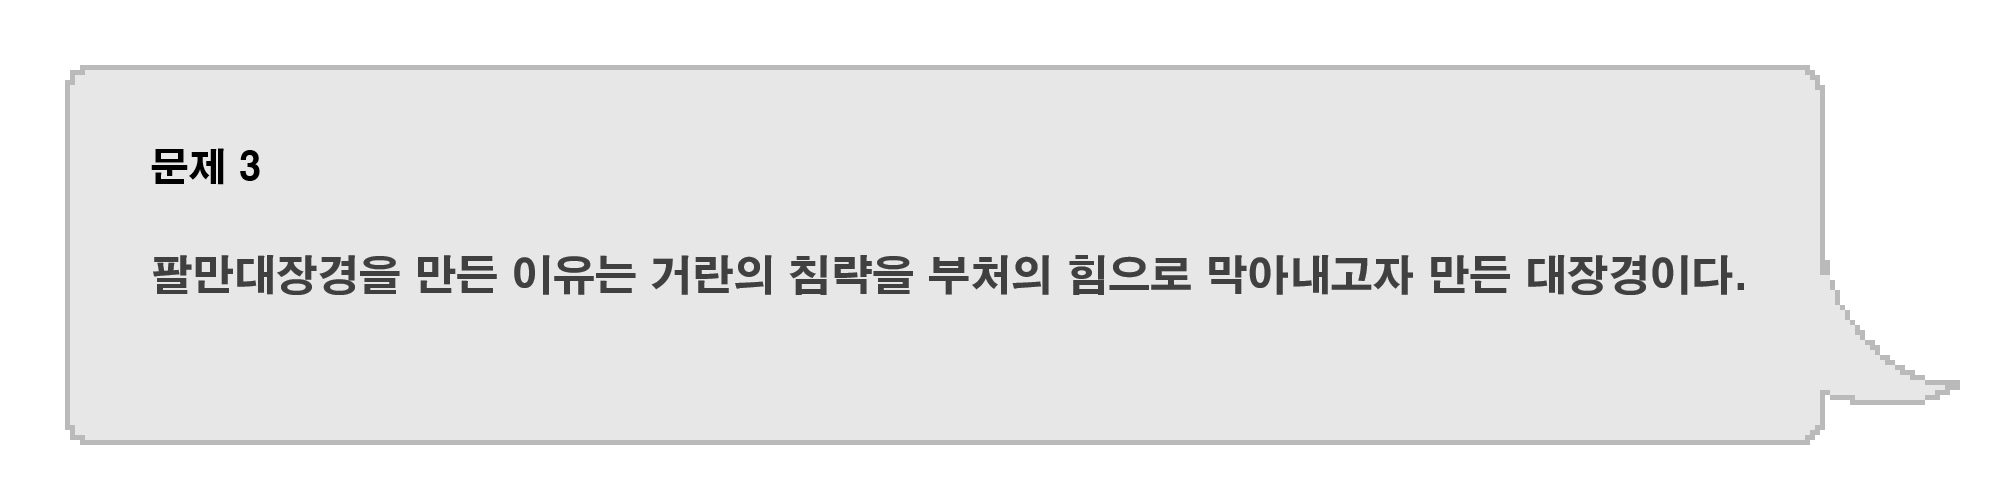 문제 3
팔만대장경을 만든 이유는 거란의 침략을 부처의 힘으로 막아내고자 만든 대장경이다.